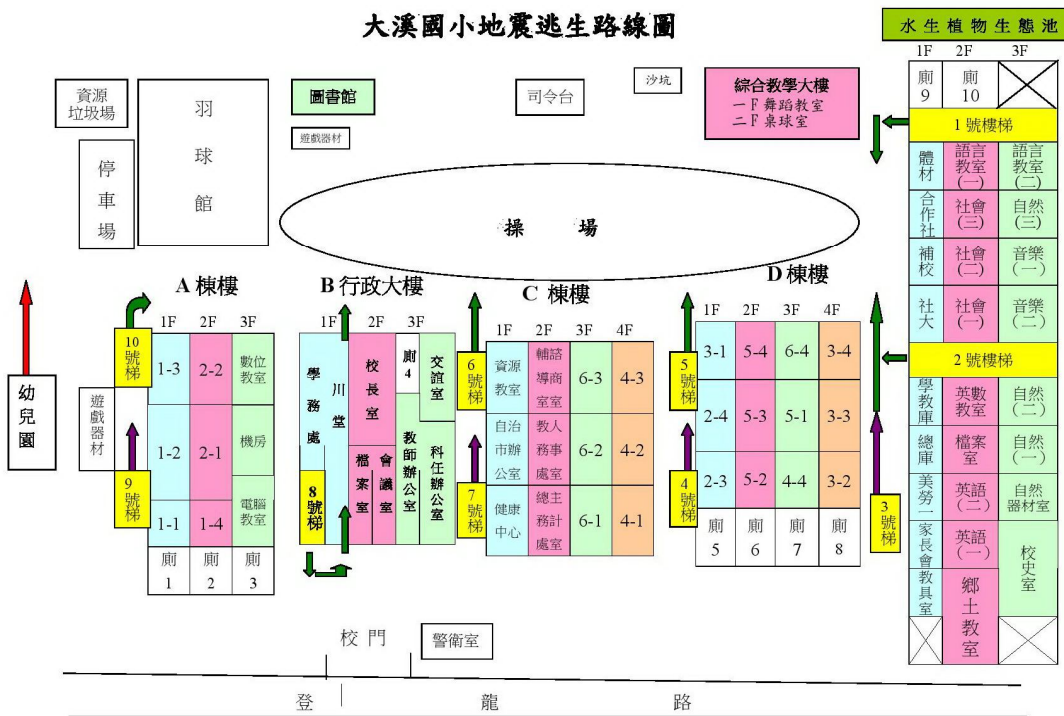 大溪國小地震逃生路線圖
水生植物生態池
1F 2F 3F
廁9 廁10
1號樓梯
體材 語言教室(一) 語言教室(二)
合作社 社會(三) 自然(三)
補校 社會(二) 音樂(一)
社大 社會(一) 音樂(二)
2號樓梯
學教庫 英數教室 自然(二)
總庫 檔案室 自然(一)
美勞一 英語(二) 自然器材室
家長會 英語(一) 校史室
教具室 鄉土教室
3號梯
資源垃圾場
羽球館
停車場
圖書館
遊戲器材
司令台
沙坑
綜合教學大樓
一F舞蹈教室
二F桌球室
操場
幼兒園
遊戲器材
A棟樓
1F 2F 3F
10號梯
1-3 2-2 數位教室
1-2 2-1 機房
9號梯
1-1 1-4 電腦教室
廁1 廁2 廁3
B行政大樓
1F 2F 3F
學務處 川堂 校長室 廁4 交誼室
8號梯 檔案室 會議室 教師辦公室 科任辦公室
C棟樓
1F 2F 3F 4F
6號梯
資源教室 輔導室 諮商室 6-3 4-3
自治市辦公室 教務處 人事室 6-2 4-2
7號梯
健康中心 總務處 主計室 6-1 4-1
D棟樓
1F 2F 3F 4F
5號梯
3-1 5-4 6-4 3-4
2-4 5-3 5-1 3-3
4號梯
2-3 5-2 4-4 3-2
廁5 廁6 廁7 廁8
校門
警衛室
登龍路